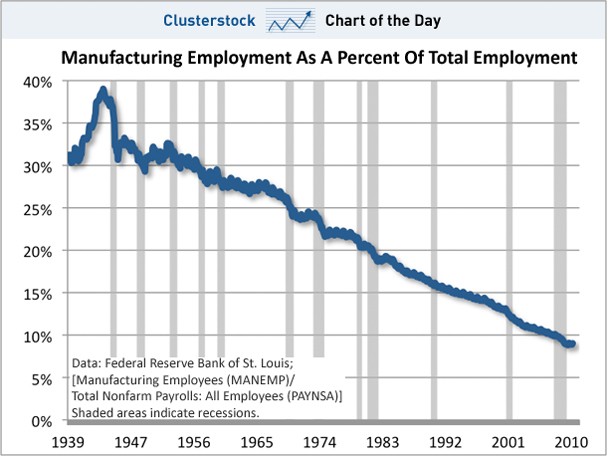 Clusterstock Chart of the Day
Manufacturing Employment As A Percent Of Total Employment
40%
35%
30%
25%
20%
15%
10%
5%
0%
Data: Federal Reserve Bank of St. Louis;
[Manufacturing Employees (MANEMP)/
Total Nonfarm Payrolls: All Employees (PAYNSA)]
Shaded areas indicate recessions.
1939 1947 1956 1965 1974 1983 1992 2001 2010